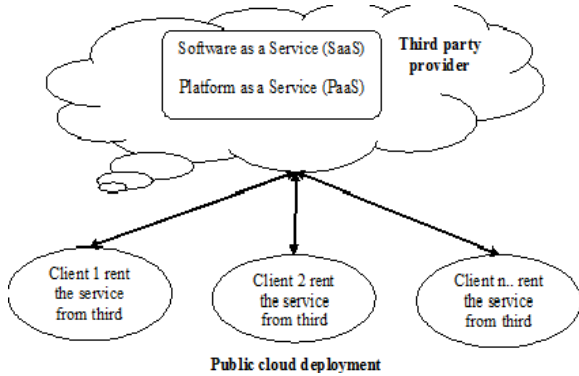 Software as a Service (SaaS)
Platform as a Service (PaaS)
Third party
provider
Client 1 rent
the service
from third
Client 2 rent
the service
from third
Client n.. rent
the service
from third
Public cloud deployment